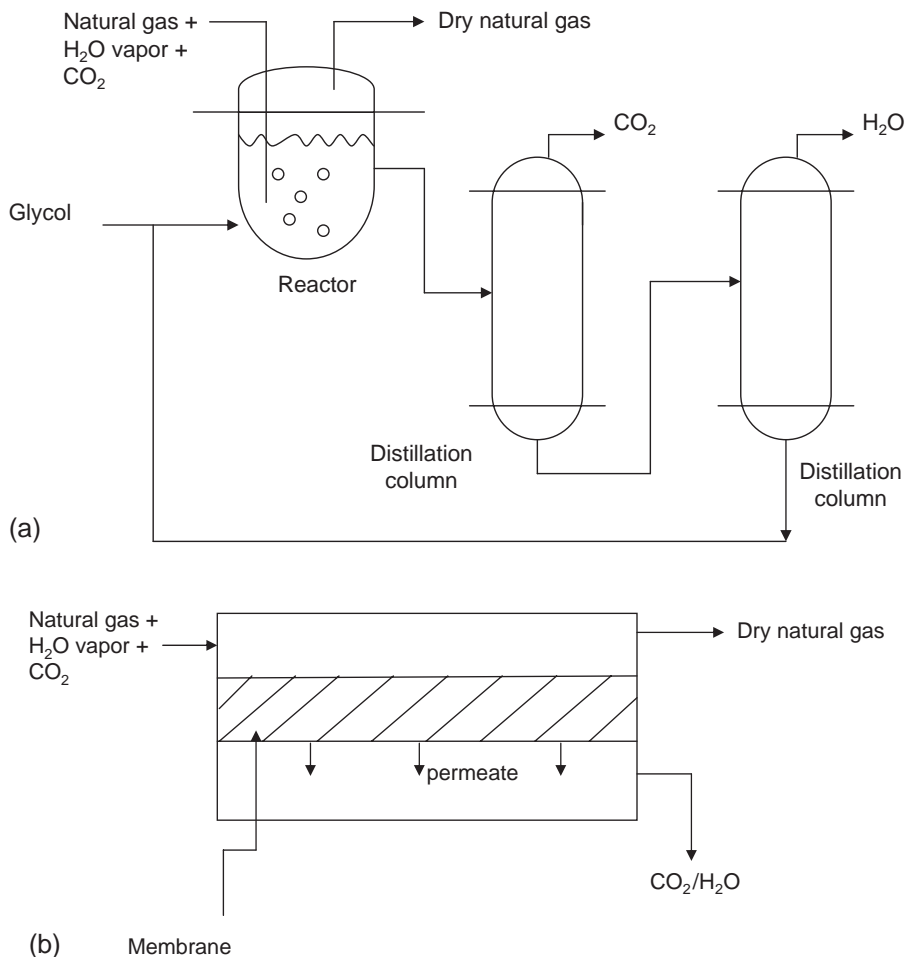 Natural gas +
H₂O vapor +
CO₂
Dry natural gas
CO₂
H₂O
Glycol
Reactor
Distillation
column
Distillation
column
(a)
Natural gas +
H₂O vapor +
CO₂
Dry natural gas
permeate
CO₂/H₂O
(b)
Membrane